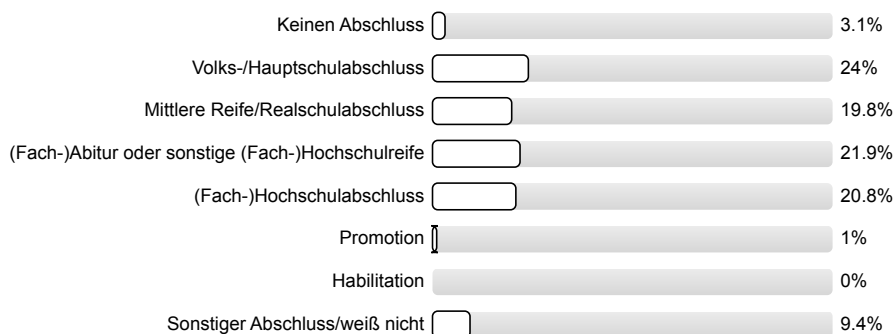 Keinen Abschluss 3.1%
Volks-/Hauptschulabschluss 24%
Mittlere Reife/Realschulabschluss 19.8%
(Fach-)Abitur oder sonstige (Fach-)Hochschulreife 21.9%
(Fach-)Hochschulabschluss 20.8%
Promotion 1%
Habilitation 0%
Sonstiger Abschluss/weiß nicht 9.4%